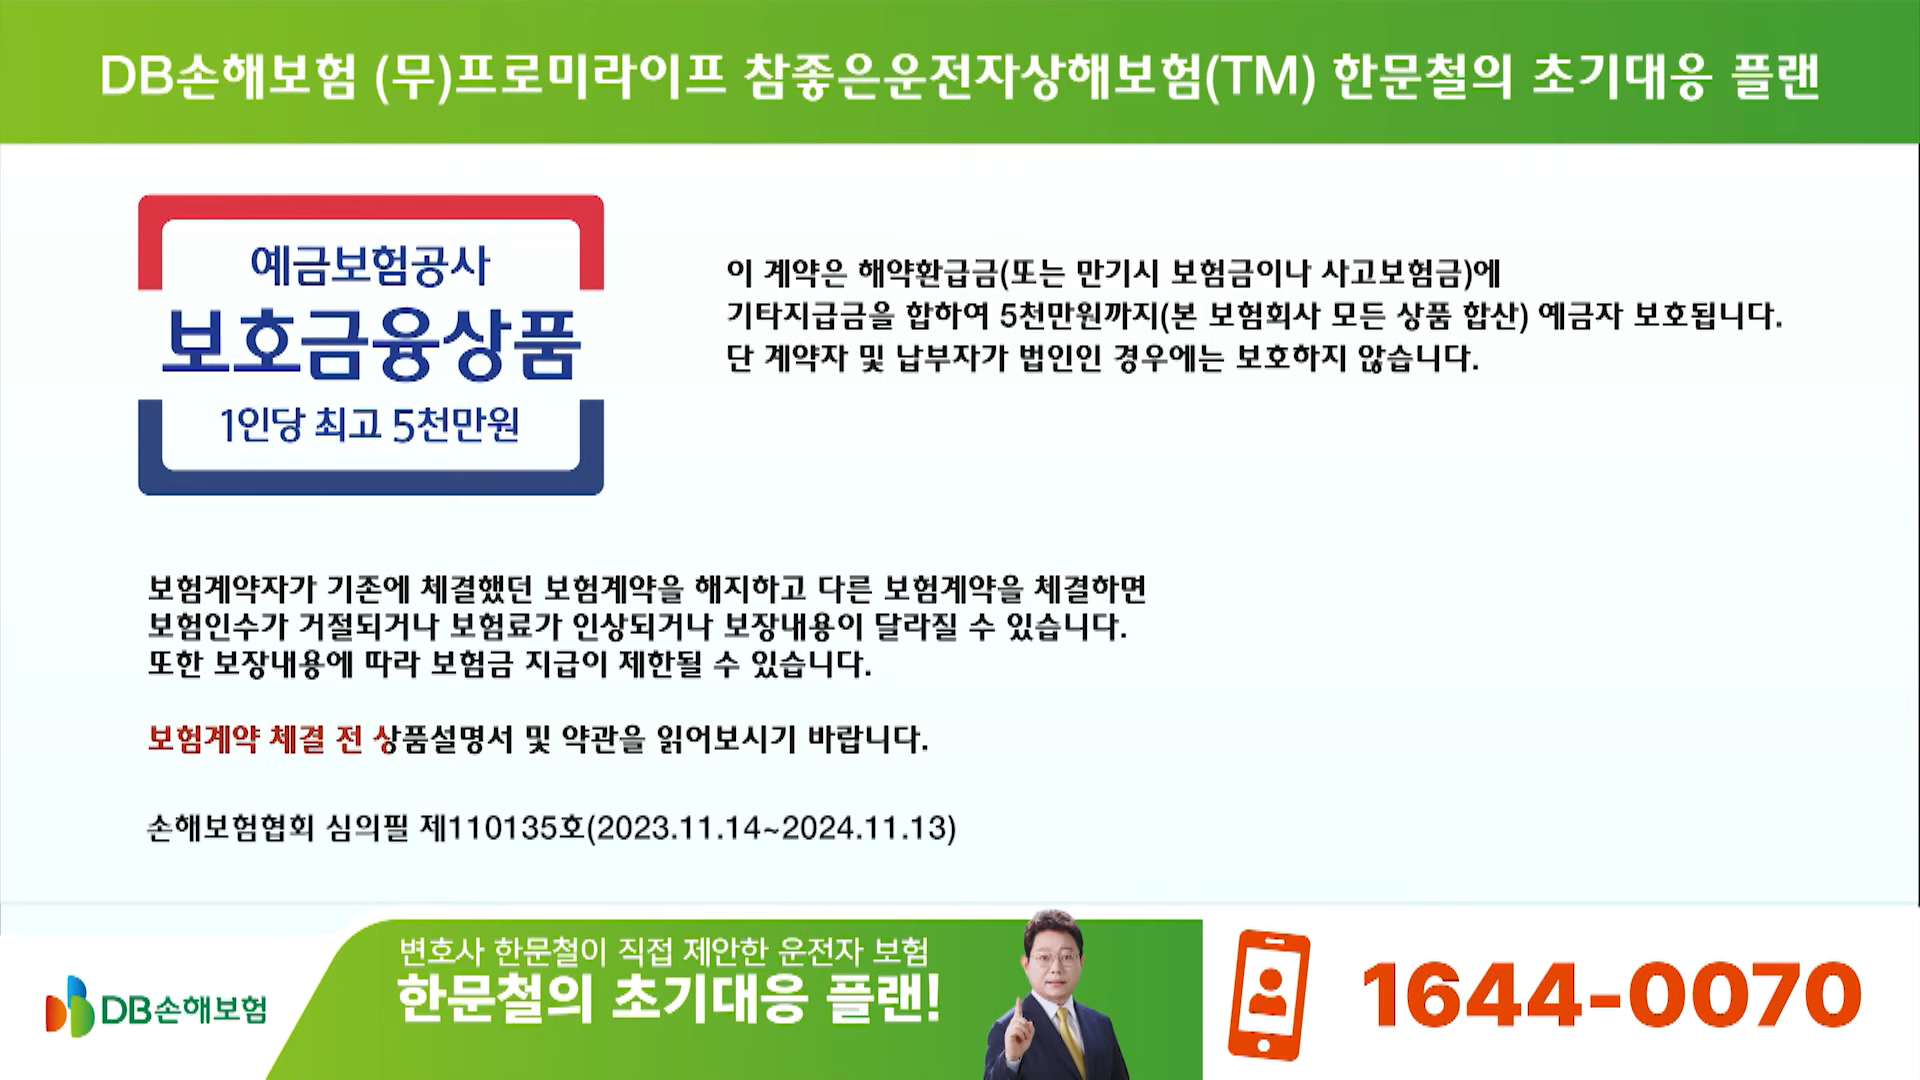 DB손해보험 (무)프로미라이프 참좋은운전자상해보험(TM) 한문철의 초기대응 플랜
예금보험공사
보호금융상품
1인당 최고 5천만원
이 계약은 해약환급금(또는 만기시 보험금이나 사고보험금)에
기타지급금을 합하여 5천만원까지(본 보험회사 모든 상품 합산) 예금자 보호됩니다.
단 계약자 및 납부자가 법인인 경우에는 보호하지 않습니다.
보험계약자가 기존에 체결했던 보험계약을 해지하고 다른 보험계약을 체결하면
보험인수가 거절되거나 보험료가 인상되거나 보장내용이 달라질 수 있습니다.
또한 보장내용에 따라 보험금 지급이 제한될 수 있습니다.
보험계약 체결 전 상품설명서 및 약관을 읽어보시기 바랍니다.
손해보험협회 심의필 제110135호(2023.11.14~2024.11.13)
DB손해보험
변호사 한문철이 직접 제안한 운전자 보험
한문철의 초기대응 플랜!
1644-0070